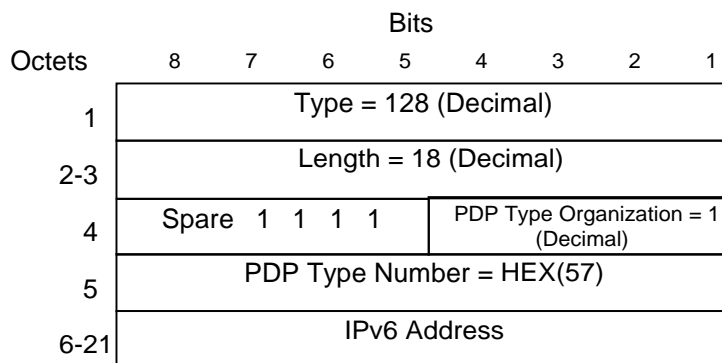 Bits
Octets 8 7 6 5 4 3 2 1
1 Type = 128 (Decimal)
2-3 Length = 18 (Decimal)
4 Spare 1 1 1 1 PDP Type Organization = 1
(Decimal)
5 PDP Type Number = HEX(57)
6-21 IPv6 Address